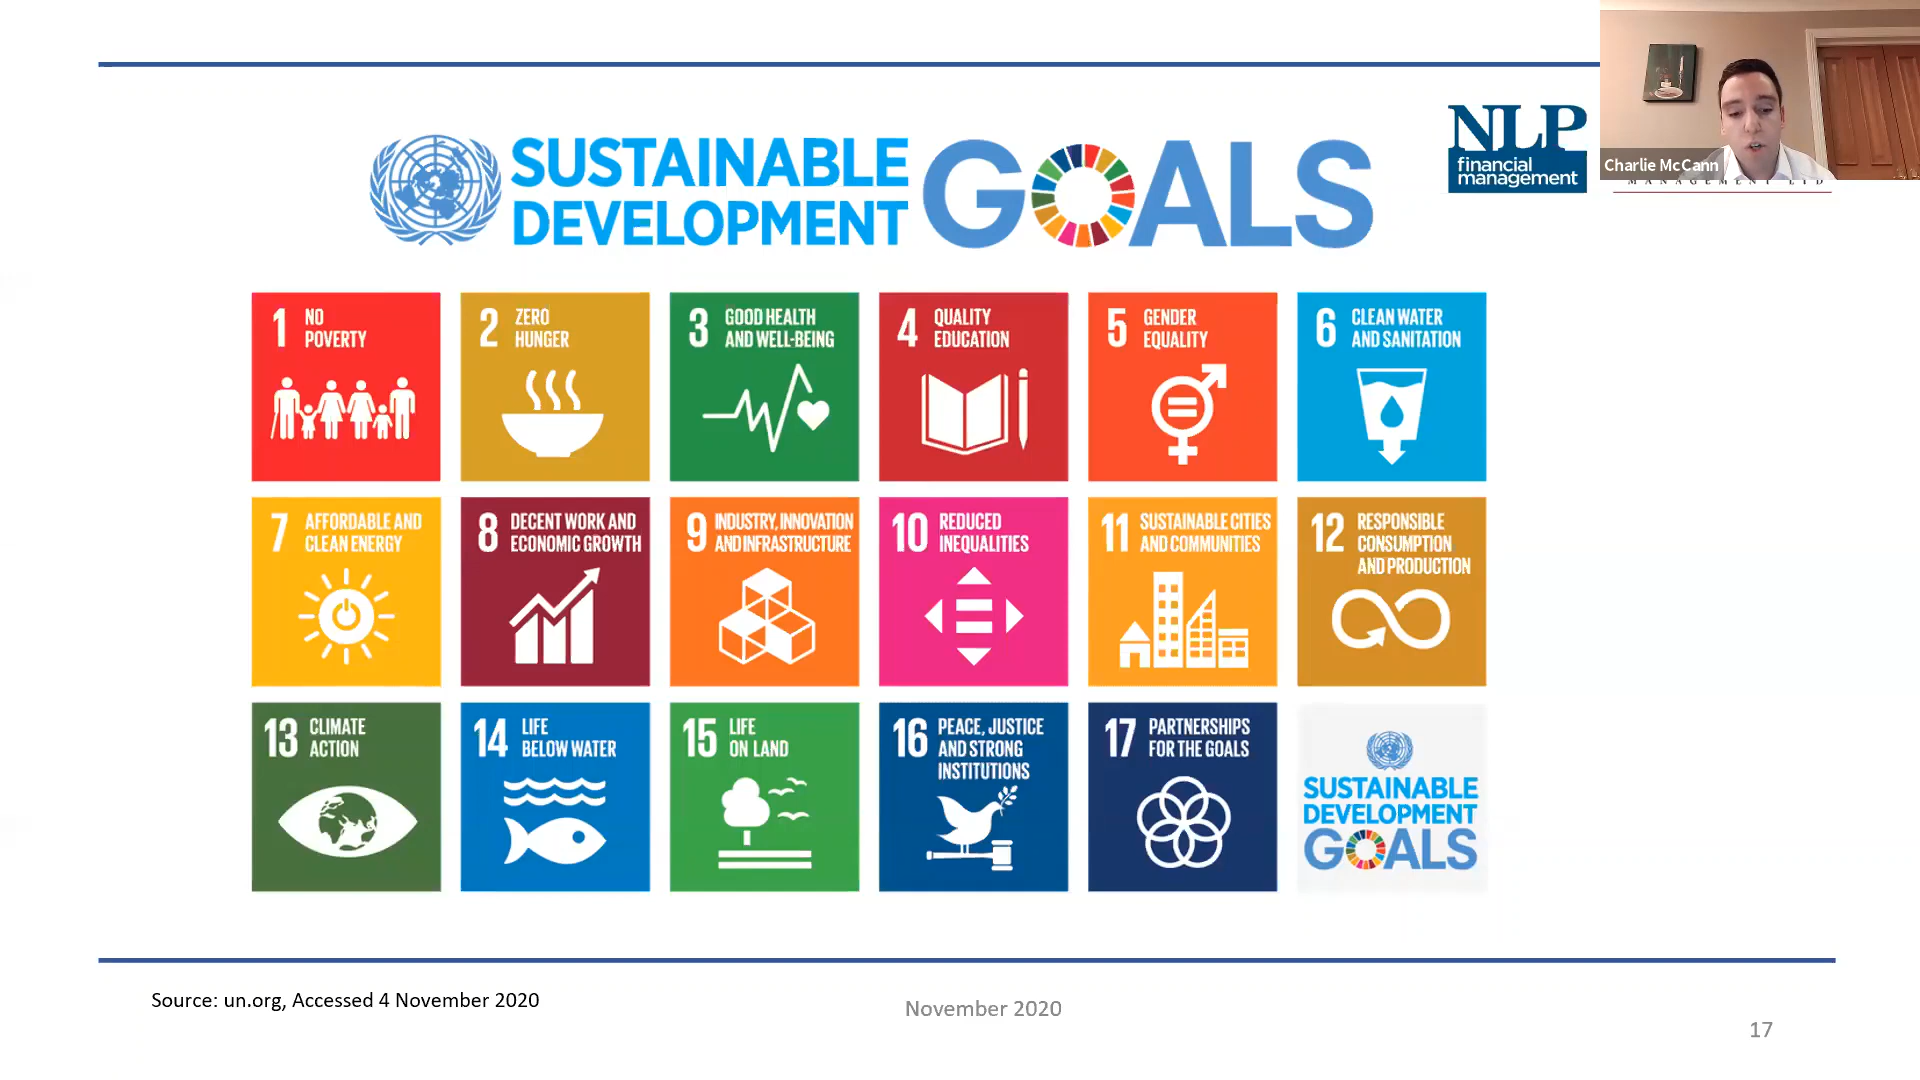 SUSTAINABLE
DEVELOPMENT
GOALS
NLP
financial
management
Charlie McCann
MANAGEMENT LTD
1 NO
POVERTY
2 ZERO
HUNGER
3 GOOD HEALTH
AND WELL-BEING
4 QUALITY
EDUCATION
5 GENDER
EQUALITY
6 CLEAN WATER
AND SANITATION
7 AFFORDABLE AND
CLEAN ENERGY
8 DECENT WORK AND
ECONOMIC GROWTH
9 INDUSTRY, INNOVATION
AND INFRASTRUCTURE
10 REDUCED
INEQUALITIES
11 SUSTAINABLE CITIES
AND COMMUNITIES
12 RESPONSIBLE
CONSUMPTION
AND PRODUCTION
13 CLIMATE
ACTION
14 LIFE
BELOW WATER
15 LIFE
ON LAND
16 PEACE, JUSTICE
AND STRONG
INSTITUTIONS
17 PARTNERSHIPS
FOR THE GOALS
SUSTAINABLE
DEVELOPMENT
GOALS
Source: un.org, Accessed 4 November 2020
November 2020
17